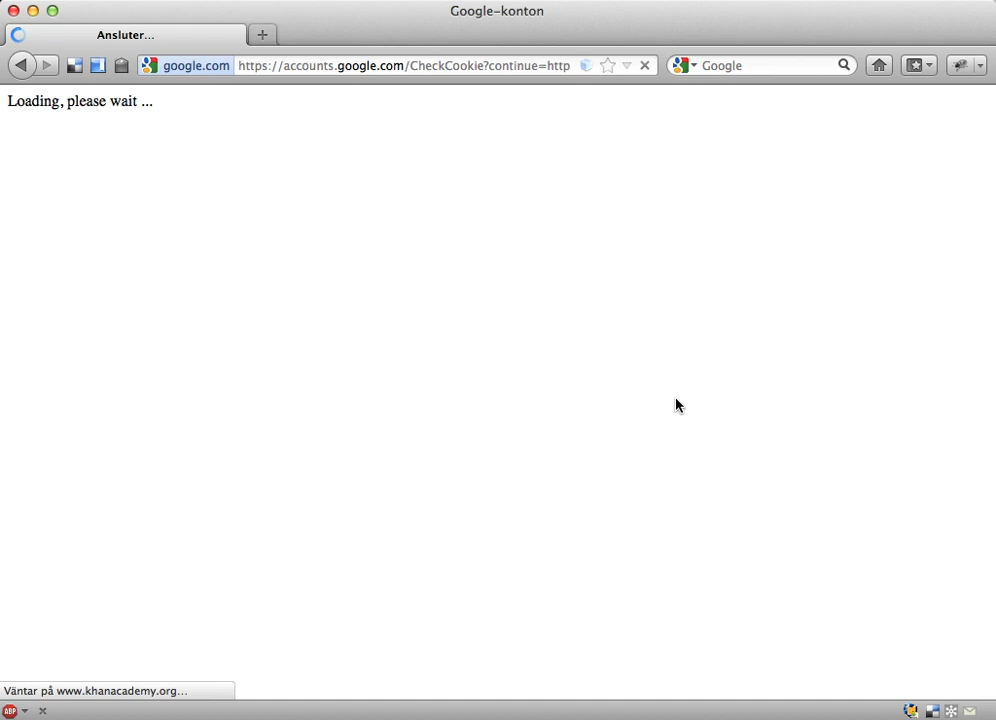 Google-konton
Ansluter...
google.com https://accounts.google.com/CheckCookie?continue=http Google
Loading, please wait ...
Väntar på www.khanacademy.org...
ABP